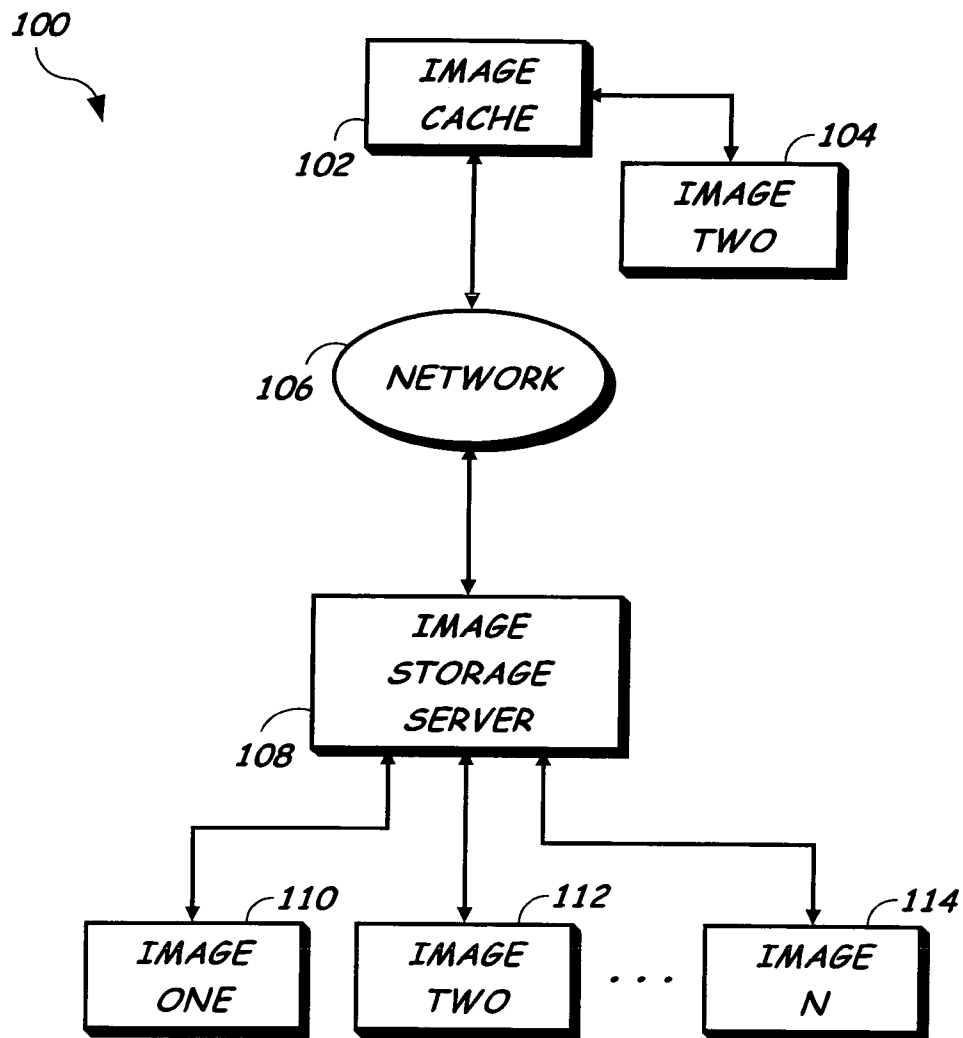 100
IMAGE
CACHE
102
104
IMAGE
TWO
106
NETWORK
IMAGE
STORAGE
SERVER
108
110
IMAGE
ONE
112
IMAGE
TWO
. . .
114
IMAGE
N